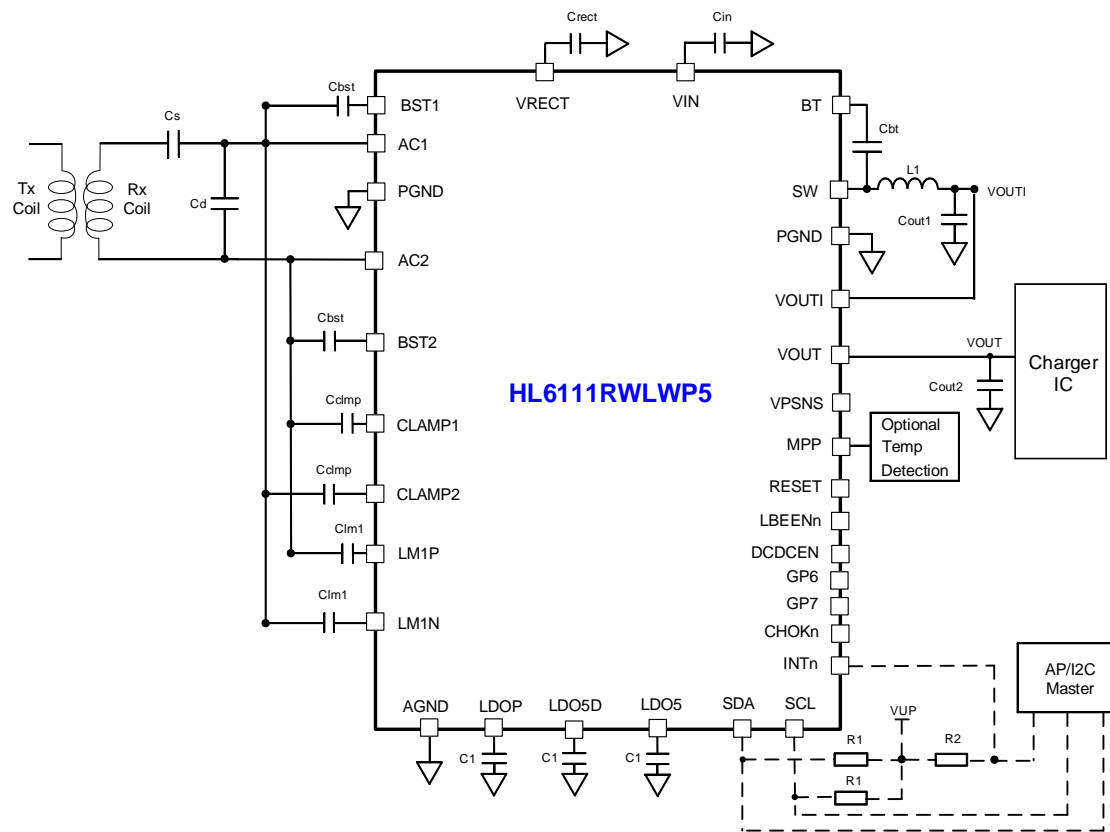 Crect
Cin
VRECT
VIN
Cbst
BST1
BT
Cbt
Cs
AC1
Tx
Coil
Rx
Coil
Cd
PGND
SW
L1
VOUTI
Cout1
PGND
AC2
VOUTI
Cbst
BST2
VOUT
VOUT
Charger
IC
Cout2
HL6111RWLWP5
VPSNS
Cclmp
CLAMP1
MPP
Optional
Temp
Detection
Cclmp
CLAMP2
RESET
LBEENn
Clm1
LM1P
DCDCEN
GP6
GP7
Clm1
LM1N
CHOKn
INTn
AP/I2C
Master
AGND
LDOP
LDO5D
LDO5
SDA
SCL
VUP
C1
C1
C1
R1
R2
R1